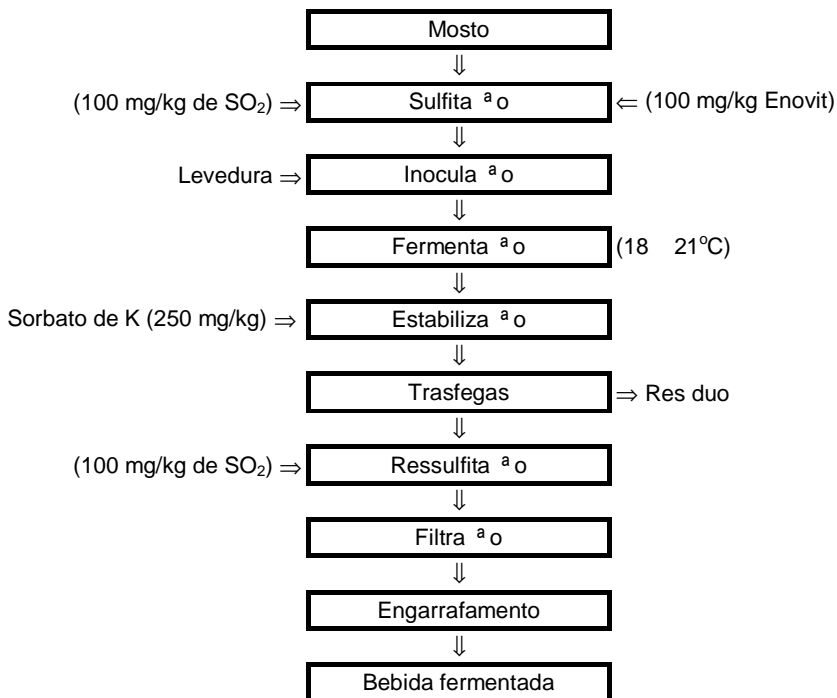 Mosto
⇓
(100 mg/kg de SO₂) ⇒ Sulfita ª o ⇐ (100 mg/kg Enovit)
⇓
Levedura ⇒ Inocula ª o
⇓
Fermenta ª o (18 21°C)
⇓
Sorbato de K (250 mg/kg) ⇒ Estabiliza ª o
⇓
Trasfegas ⇒ Res duo
⇓
(100 mg/kg de SO₂) ⇒ Ressulfita ª o
⇓
Filtra ª o
⇓
Engarrafamento
⇓
Bebida fermentada